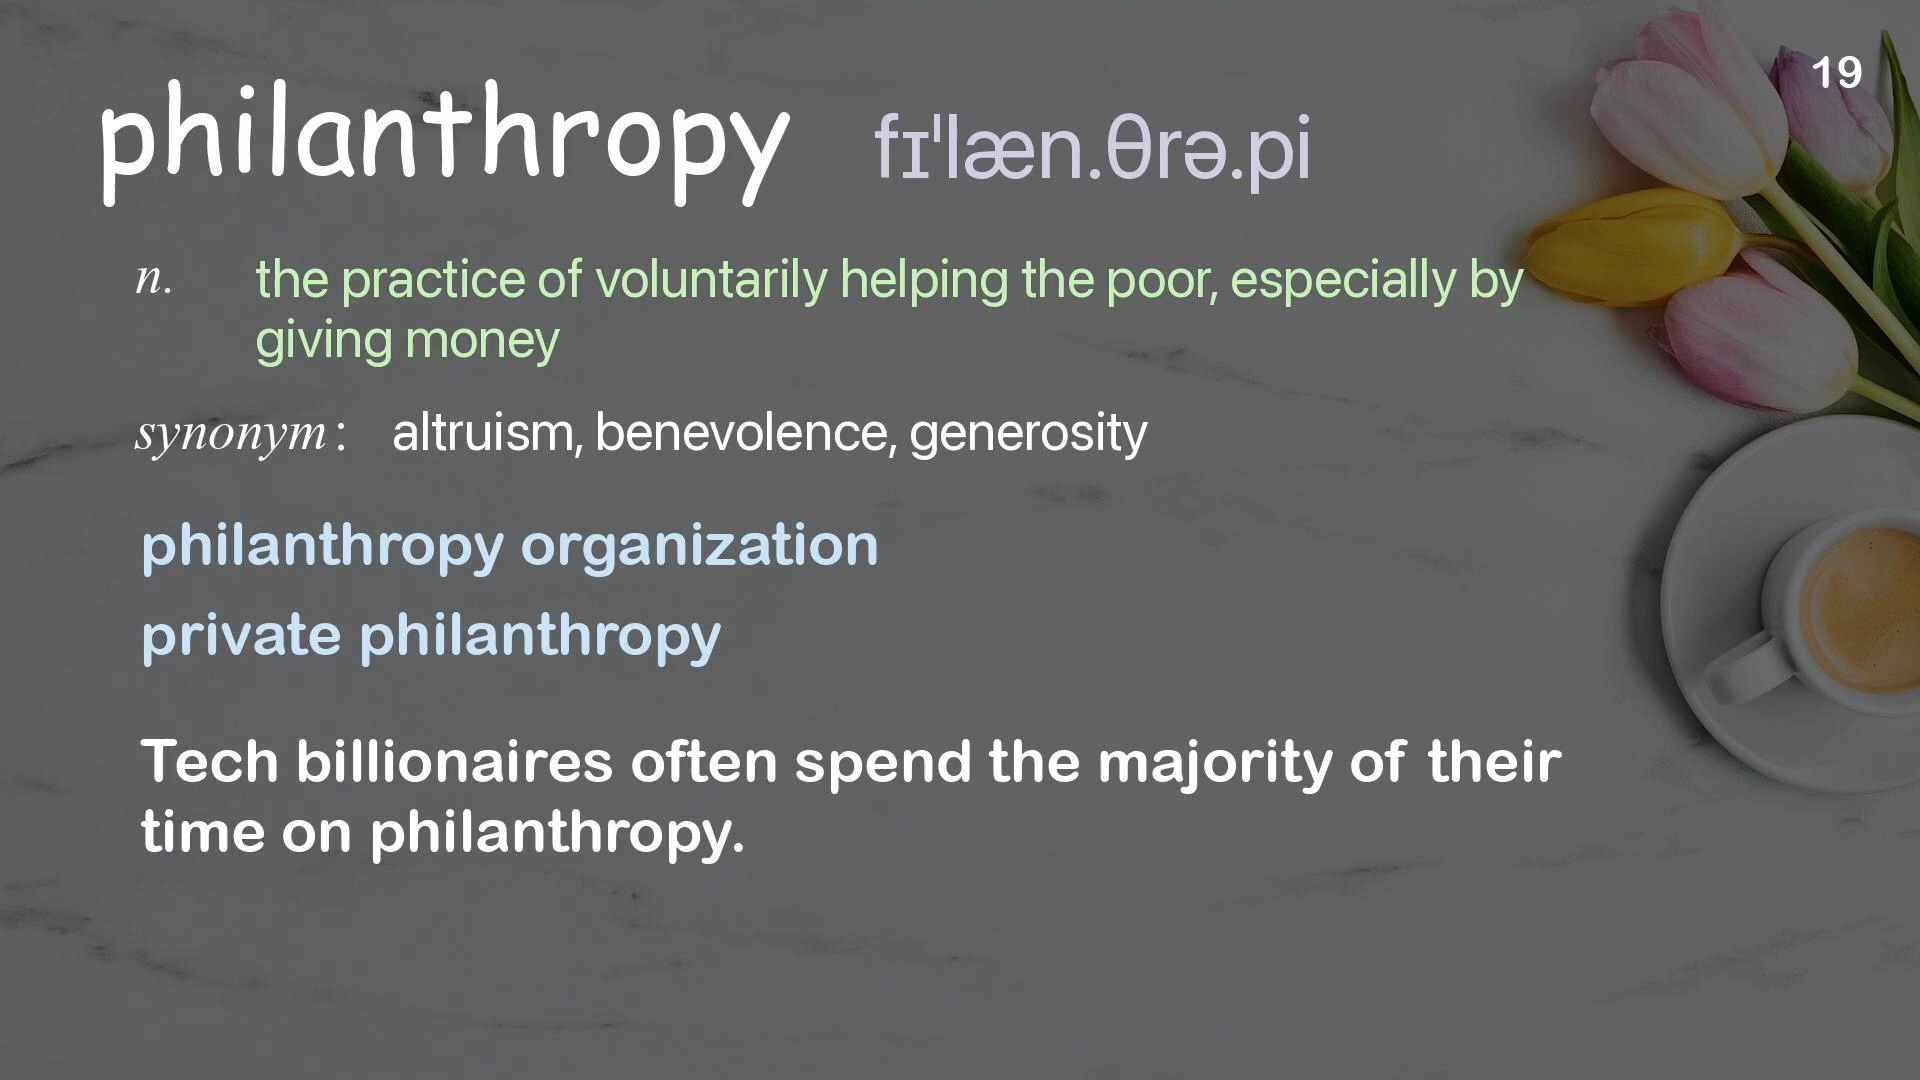 19
philanthropy fɪˈlæn.θrə.pi
n. the practice of voluntarily helping the poor, especially by
giving money
synonym: altruism, benevolence, generosity
philanthropy organization
private philanthropy
Tech billionaires often spend the majority of their
time on philanthropy.